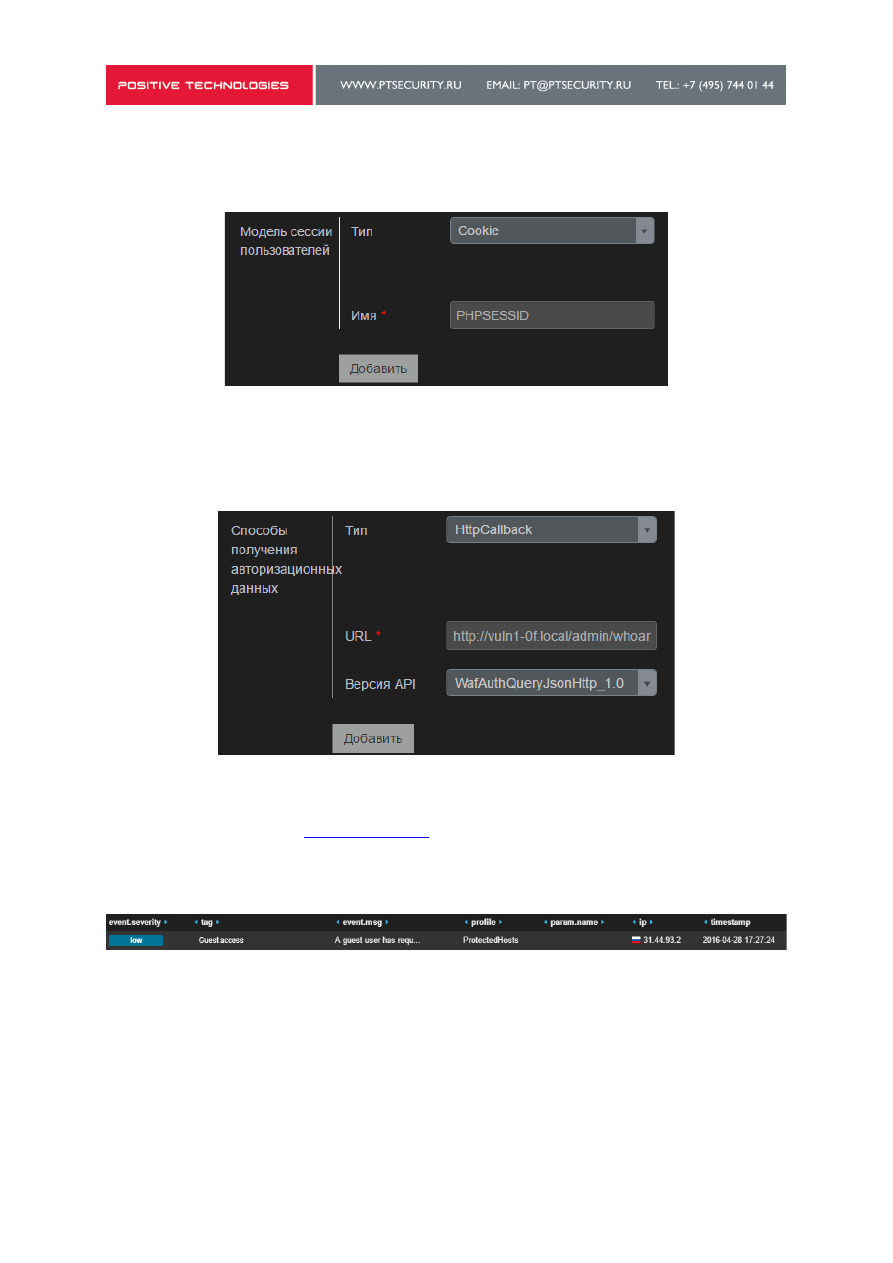 POSITIVE TECHNOLOGIES WWW.PTSECURITY.RU EMAIL: PT@PTSECURITY.RU TEL.: +7 (495) 744 01 44
Модель сессии пользователей
Тип Cookie
Имя * PHPSESSID
Добавить
Способы получения авторизационных данных
Тип HttpCallback
URL * http://vuln1-0f.local/admin/whoar
Версия API WafAuthQueryJsonHttp_1.0
Добавить
event.severity tag event.msg profile param.name ip timestamp
low Guest access A guest user has requ... ProtectedHosts 31.44.93.2 2016-04-28 17:27:24